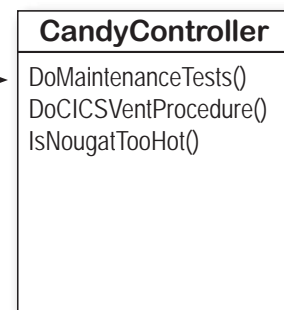 CandyController
DoMaintenanceTests()
DoCICSVentProcedure()
IsNougatTooHot()